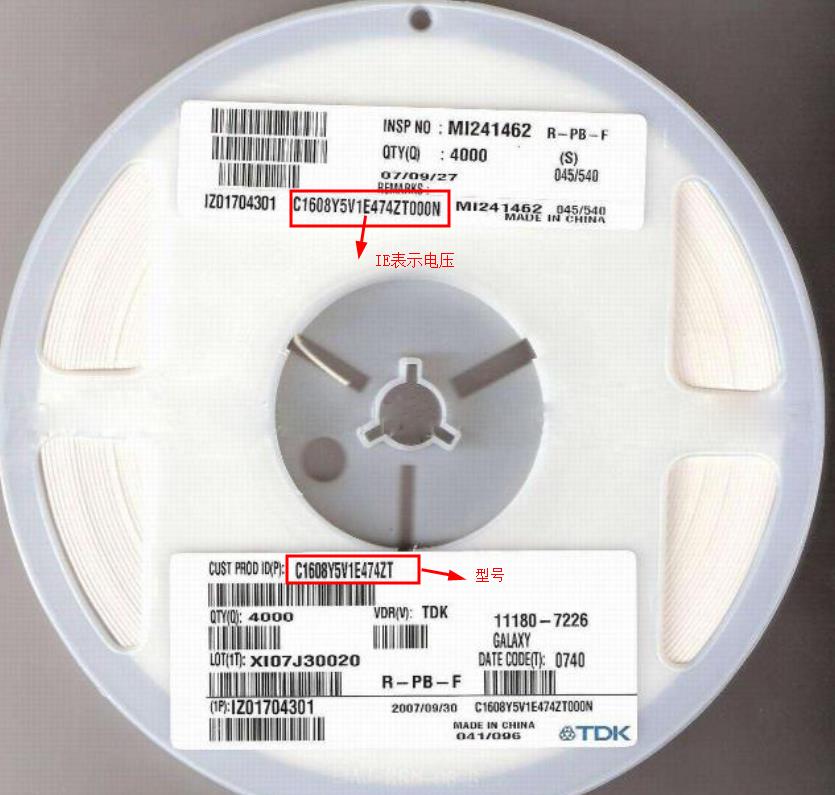 INSP NO : MI241462 R-PB-F
QTY(Q) : 4000 (S)
07/09/27 045/540
REMARKS :
IZ01704301 C1608Y5V1E474ZT000N MI241462 045/540
MADE IN CHINA
IE表示电压
CUST PROD ID(P): C1608Y5V1E474ZT
型号
QTY(Q): 4000 VDR(V): TDK 11180-7226
GALAXY
LOT(1T): XI07J30020 DATE CODE(T): 0740
R-PB-F
(1P):IZ01704301 2007/09/30 C1608Y5V1E474ZT000N
MADE IN CHINA
041/096 TDK